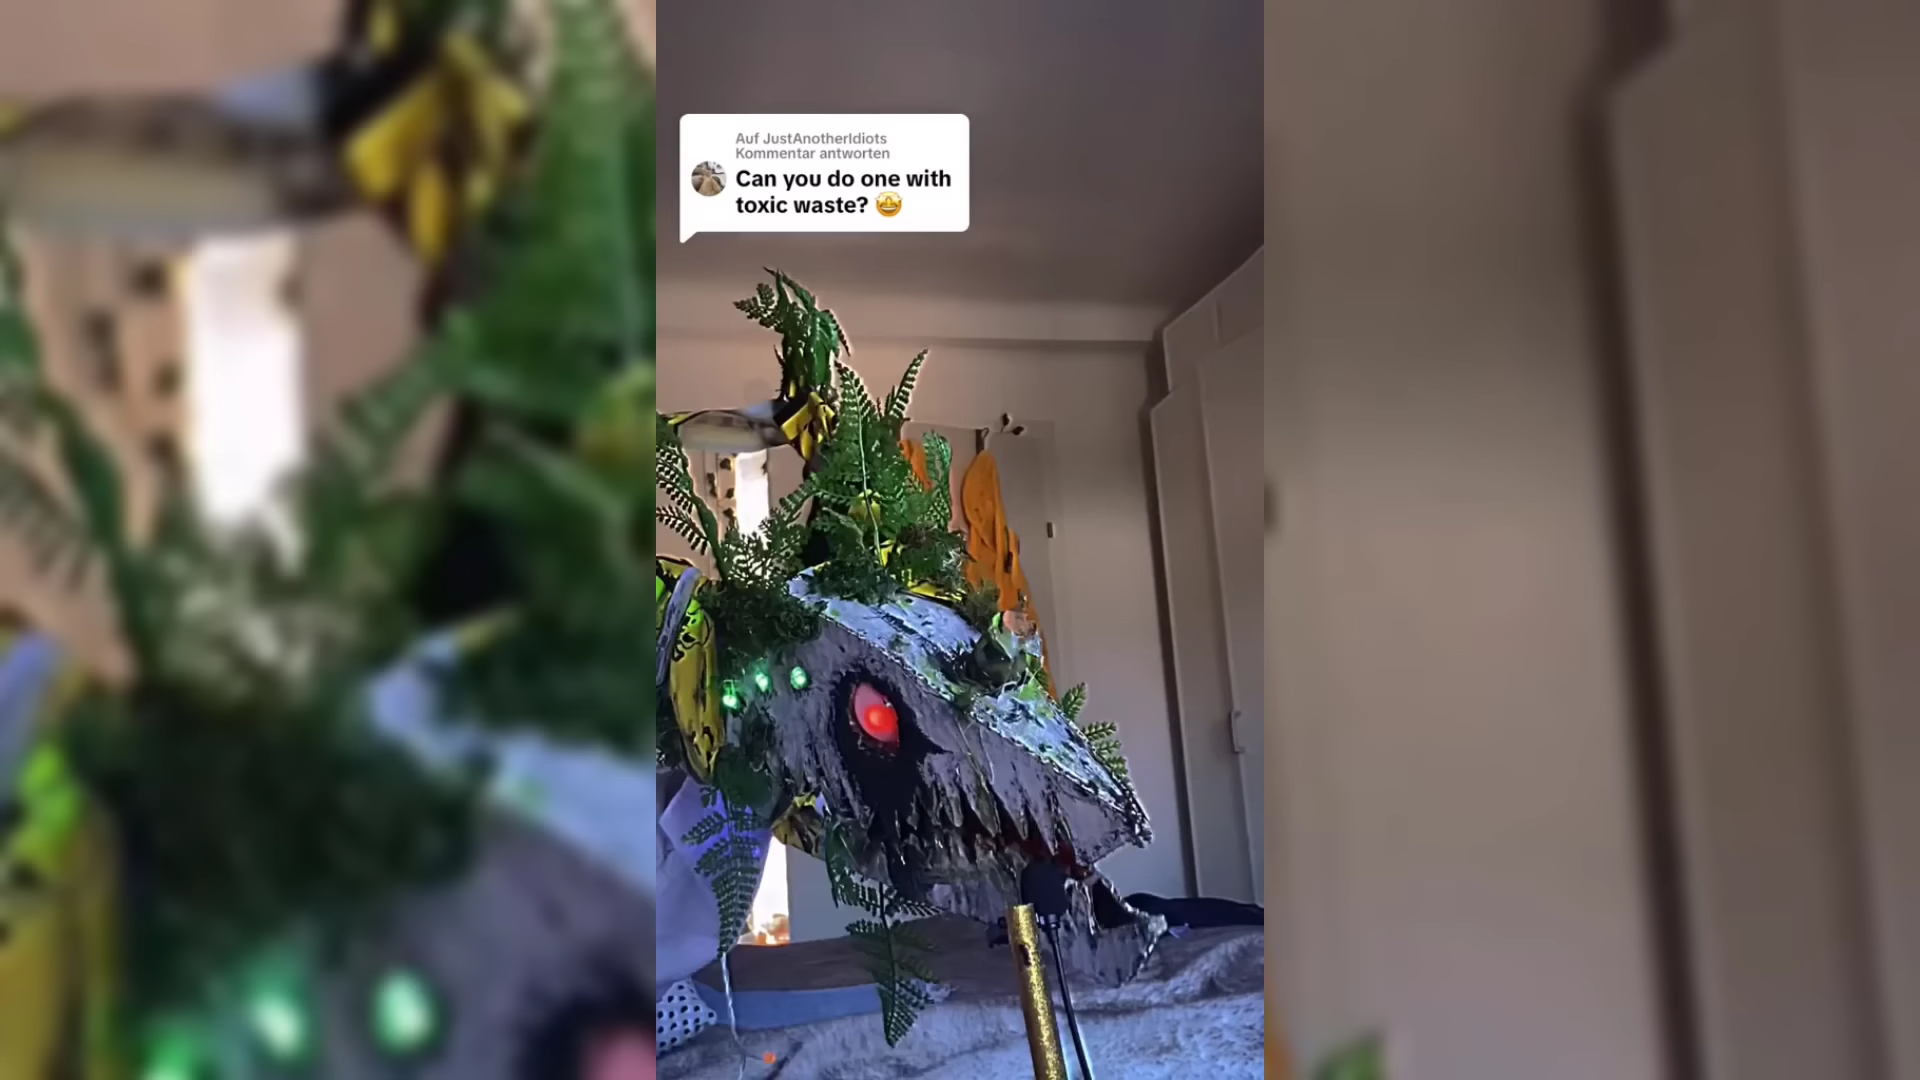 Auf JustAnotherIdiots
Kommentar antworten
Can you do one with
toxic waste? 🤩